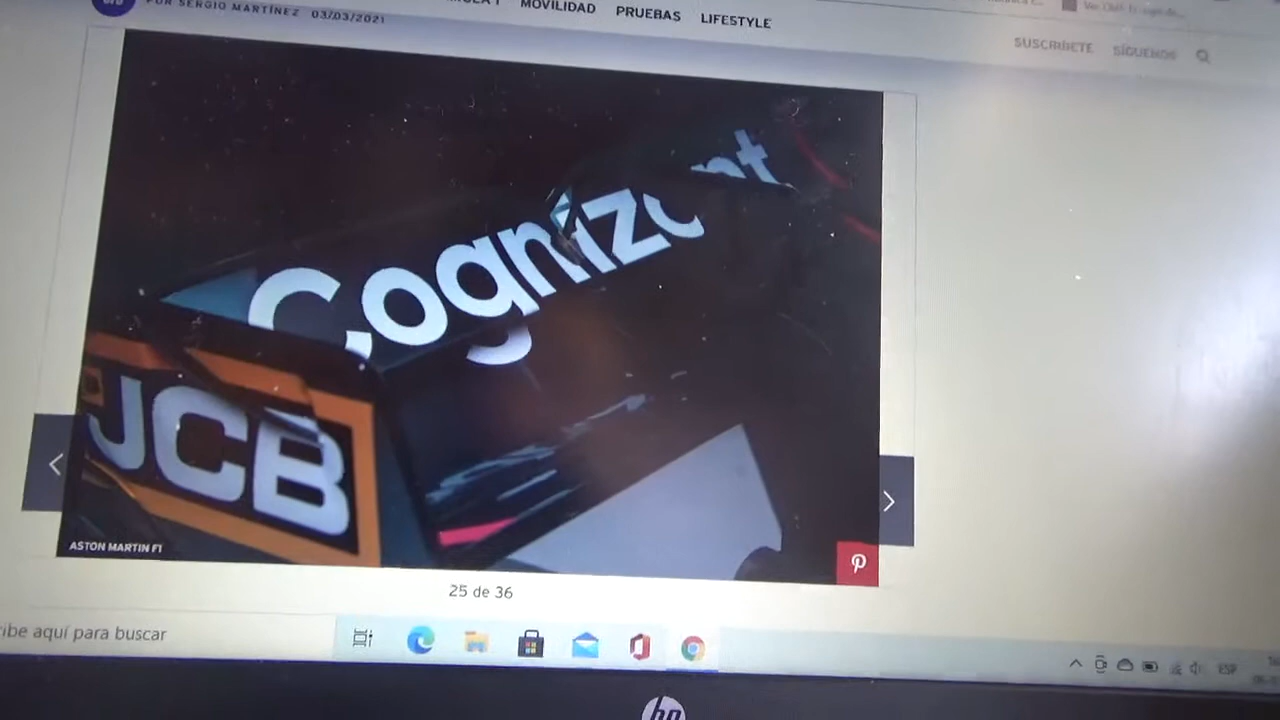 POR SERGIO MARTÍNEZ 03/03/2021
MOVILIDAD PRUEBAS LIFESTYLE
SUSCRÍBETE SÍGUENOS
Cognizant
JCB
ASTON MARTIN F1
25 de 36
ribe aquí para buscar
ESP
hp